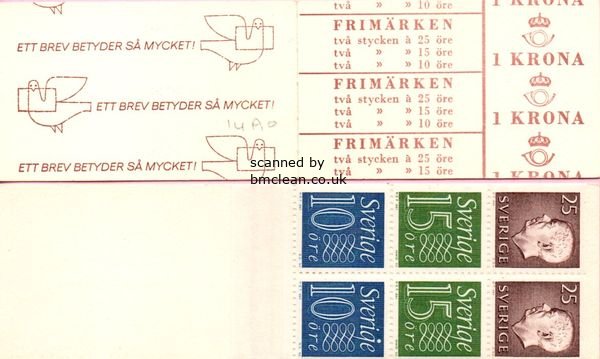 ETT BREV BETYDER SÅ MYCKET!
ETT BREV BETYDER SÅ MYCKET!
ETT BREV BETYDER SÅ MYCKET!
14A0
två » » 10 öre
FRIMÄRKEN
två stycken à 25 öre
två » » 15 öre
två » » 10 öre
FRIMÄRKEN
två stycken à 25 öre
två » » 15 öre
två » » 10 öre
FRIMÄRKEN
två stycken à 25 öre
två » » 15 öre
1 KRONA
1 KRONA
1 KRONA
1 KRONA
scanned by
bmclean.co.uk
10 öre Sverige
15 öre Sverige
25 SVERIGE
10 öre Sverige
15 öre Sverige
25 SVERIGE